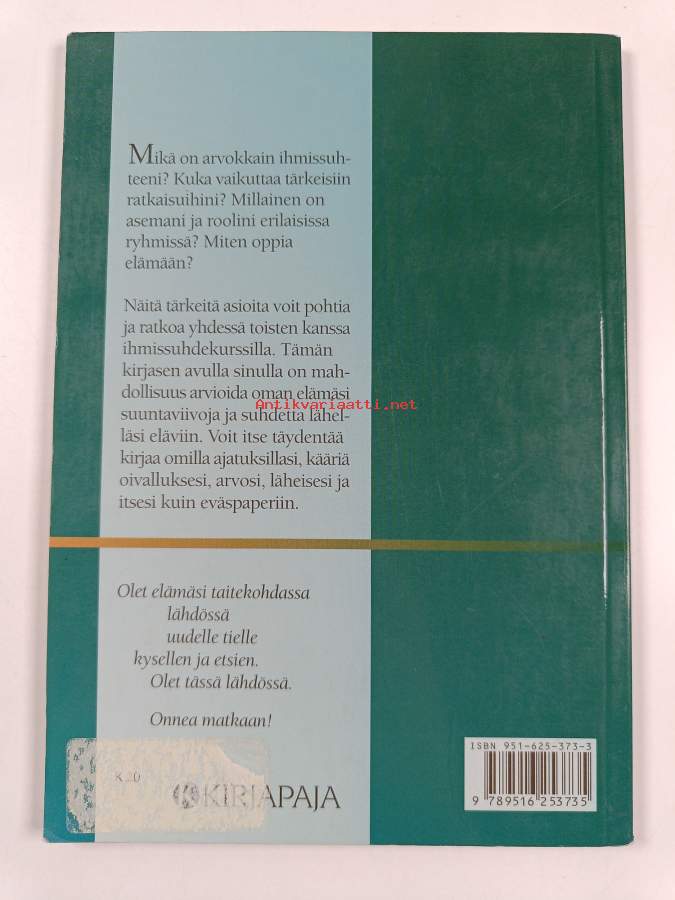 Mikä on arvokkain ihmissuh-
teeni? Kuka vaikuttaa tärkeisiin
ratkaisuihini? Millainen on
asemani ja roolini erilaisissa
ryhmissä? Miten oppia
elämään?
Näitä tärkeitä asioita voit pohtia
ja ratkoa yhdessä toisten kanssa
ihmissuhdekurssilla. Tämän
kirjasen avulla sinulla on mah-
dollisuus arvioida oman elämäsi
Antikvariaatti.net
suuntaviivoja ja suhdetta lähel-
läsi eläviin. Voit itse täydentää
kirjaa omilla ajatuksillasi, kääriä
oivalluksesi, arvosi, läheisesi ja
itsesi kuin eväspaperiin.
Olet elämäsi taitekohdassa
lähdössä
uudelle tielle
kysellen ja etsien.
Olet tässä lähdössä.
Onnea matkaan!
ISBN 951-625-373-3
9 789516 253735
K20
KIRJAPAJA